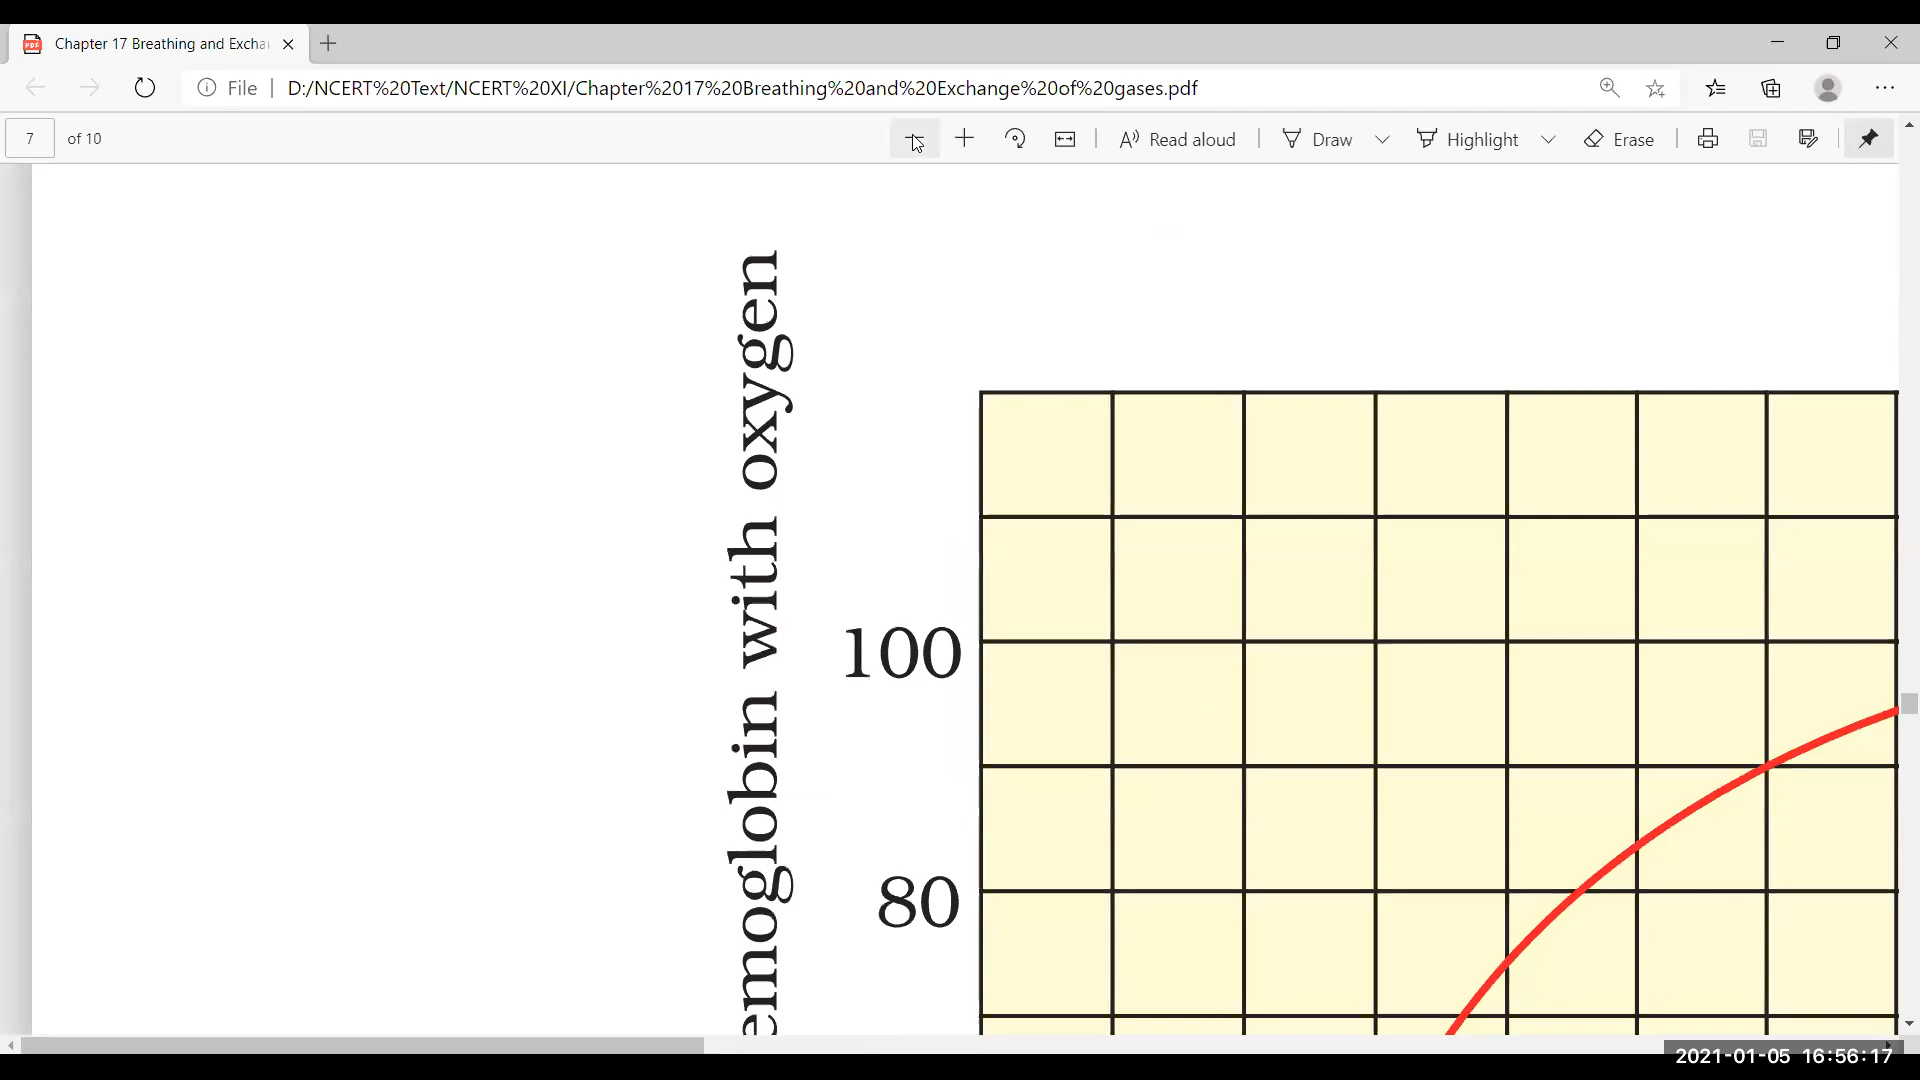 Chapter 17 Breathing and Excha
File
D:/NCERT%20Text/NCERT%20XI/Chapter%2017%20Breathing%20and%20Exchange%20of%20gases.pdf
7 of 10
Read aloud
Draw
Highlight
Erase
emoglobin with oxygen
100
80
2021-01-05 16:56:17